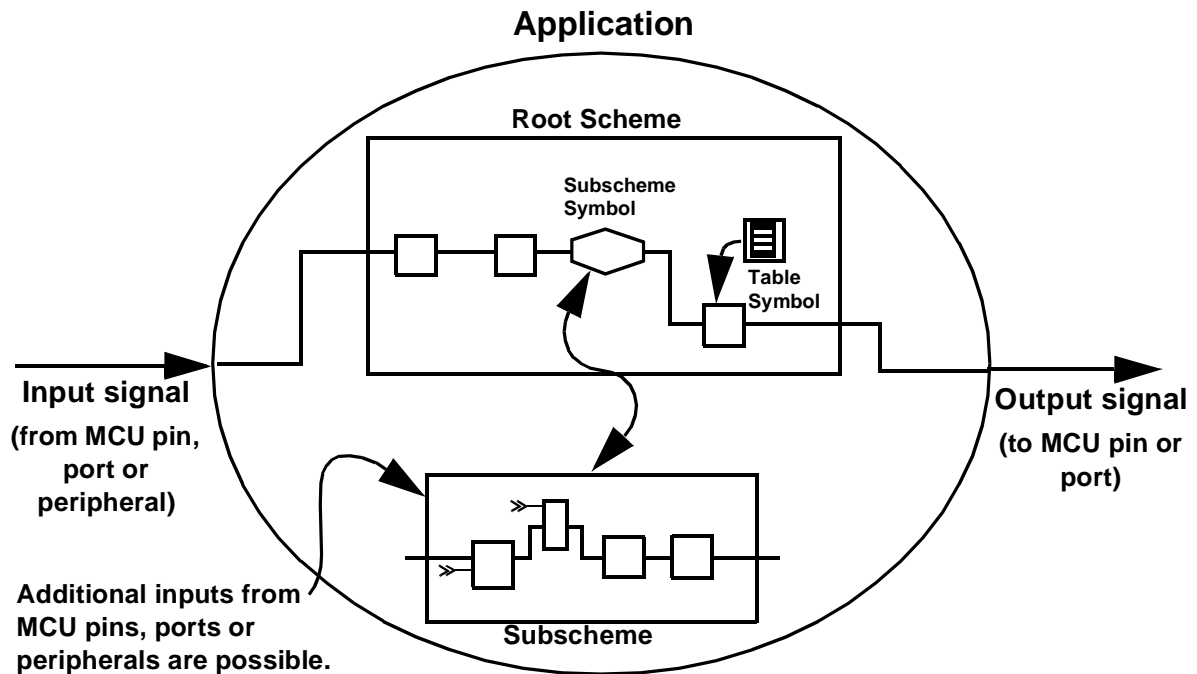 Application
Root Scheme
Subscheme
Symbol
Table
Symbol
Input signal
(from MCU pin,
port or
peripheral)
Output signal
(to MCU pin or
port)
Additional inputs from
MCU pins, ports or
peripherals are possible.
Subscheme